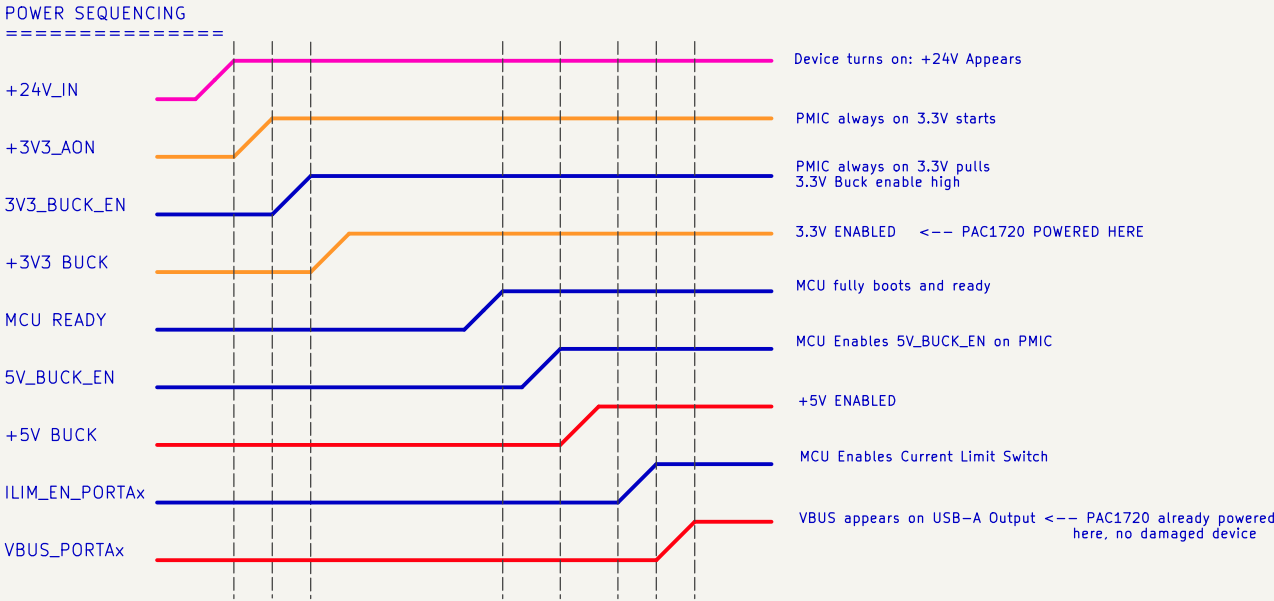 POWER SEQUENCING
===============
+24V_IN
Device turns on: +24V Appears
+3V3_AON
PMIC always on 3.3V starts
3V3_BUCK_EN
PMIC always on 3.3V pulls
3.3V Buck enable high
+3V3 BUCK
3.3V ENABLED <-- PAC1720 POWERED HERE
MCU READY
MCU fully boots and ready
5V_BUCK_EN
MCU Enables 5V_BUCK_EN on PMIC
+5V BUCK
+5V ENABLED
ILIM_EN_PORTAx
MCU Enables Current Limit Switch
VBUS_PORTAx
VBUS appears on USB-A Output <-- PAC1720 already powered
here, no damaged device